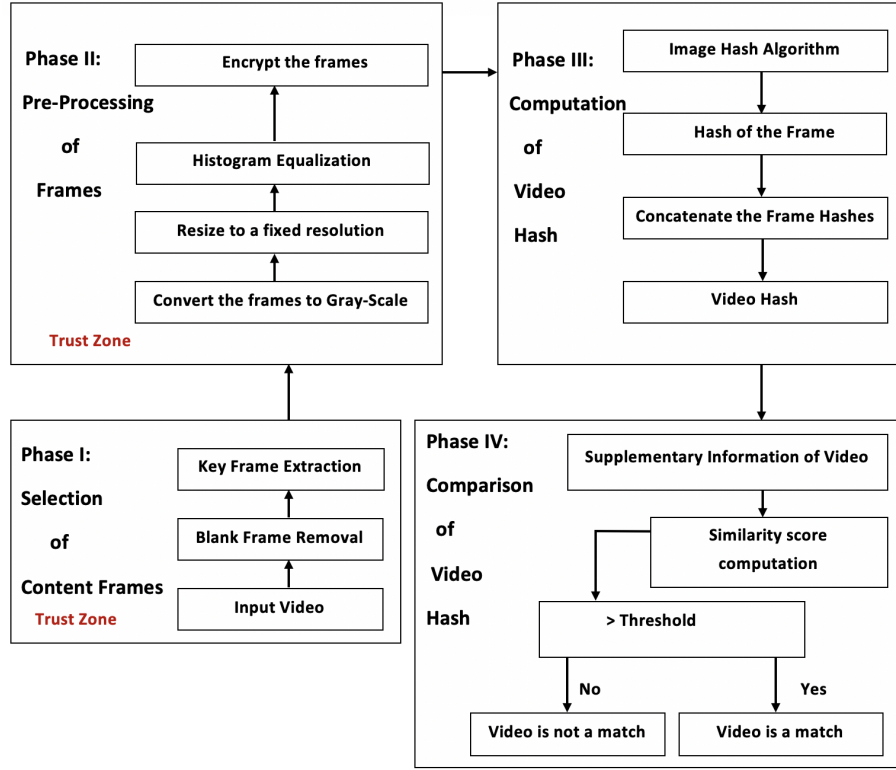 Phase II:
Pre-Processing
of
Frames
Encrypt the frames
Histogram Equalization
Resize to a fixed resolution
Convert the frames to Gray-Scale
Trust Zone
Phase III:
Computation
of
Video
Hash
Image Hash Algorithm
Hash of the Frame
Concatenate the Frame Hashes
Video Hash
Phase I:
Selection
of
Content Frames
Trust Zone
Key Frame Extraction
Blank Frame Removal
Input Video
Phase IV:
Comparison
of
Video
Hash
Supplementary Information of Video
Similarity score
computation
> Threshold
No
Yes
Video is not a match
Video is a match